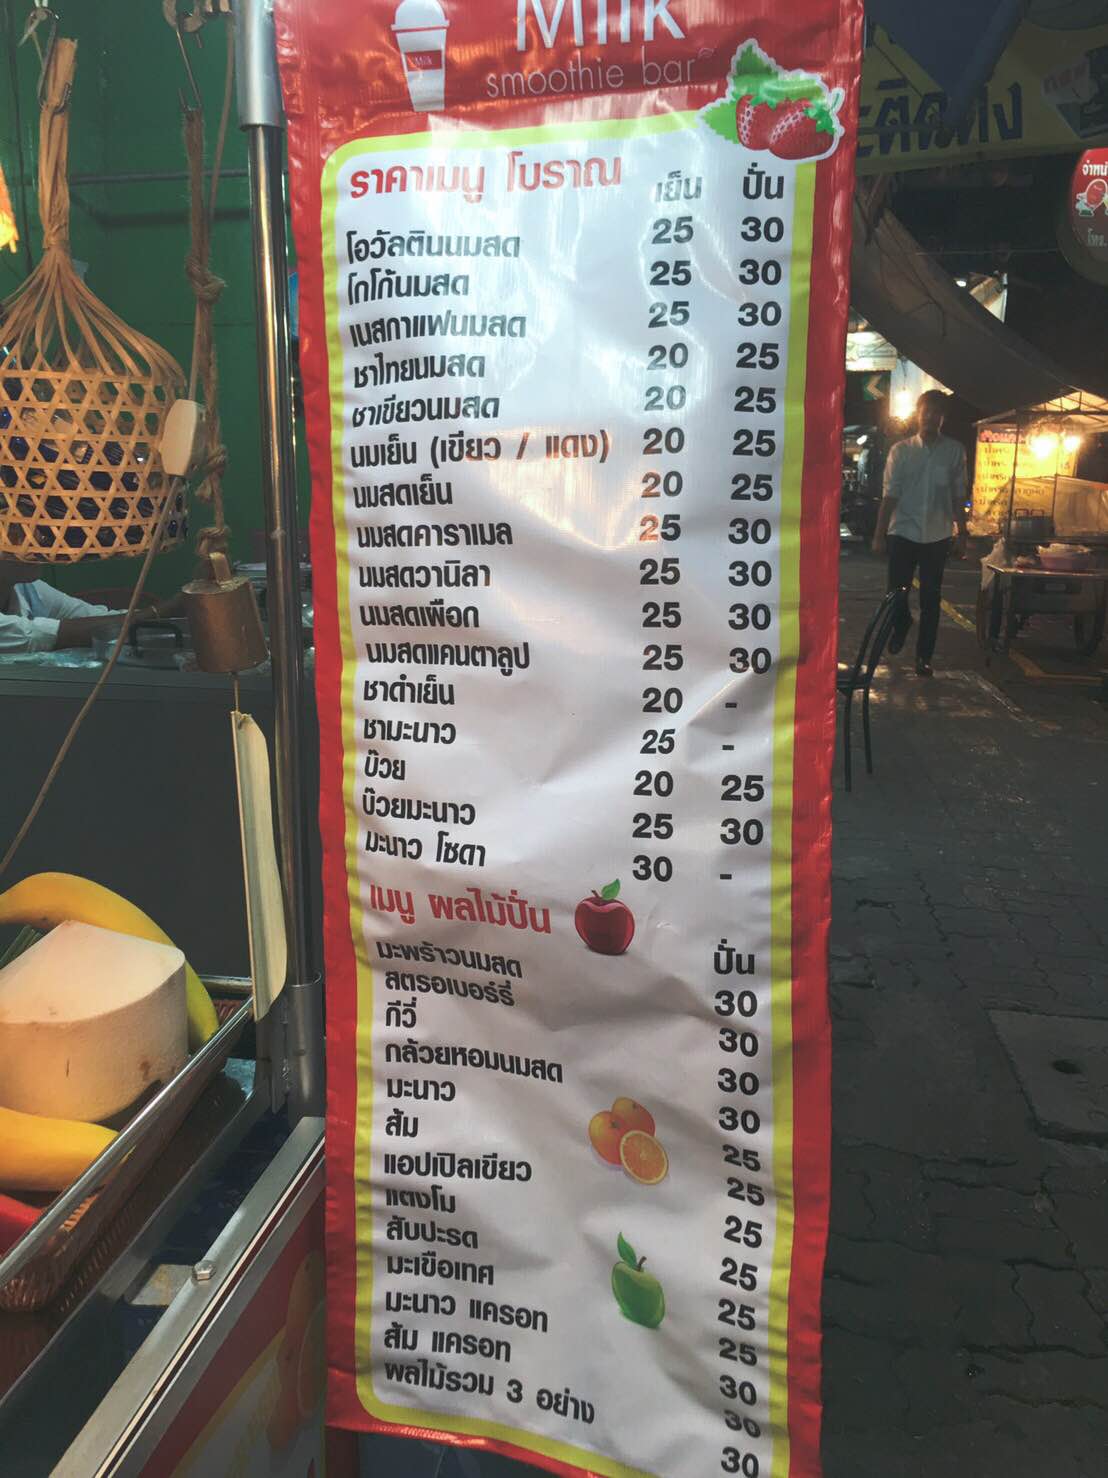 Milk
smoothie bar
Milk
ราคาเมนู โบราณ เย็น ปั่น
โอวัลตินนมสด 25 30
โกโก้นมสด 25 30
เนสกาแฟนมสด 25 30
ชาไทยนมสด 20 25
ชาเขียวนมสด 20 25
นมเย็น (เขียว / แดง) 20 25
นมสดเย็น 20 25
นมสดคาราเมล 25 30
นมสดวานิลา 25 30
นมสดเผือก 25 30
นมสดแคนตาลูป 25 30
ชาดำเย็น 20 -
ชามะนาว 25 -
บ๊วย 20 25
บ๊วยมะนาว 25 30
มะนาว โซดา 30 -
เมนู ผลไม้ปั่น ปั่น
มะพร้าวนมสด 30
สตรอเบอร์รี่ 30
กีวี่ 30
กล้วยหอมนมสด 30
มะนาว 25
ส้ม 25
แอปเปิลเขียว 25
แตงโม 25
สับปะรด 25
มะเขือเทศ 25
มะนาว แครอท 30
ส้ม แครอท 30
ผลไม้รวม 3 อย่าง 30